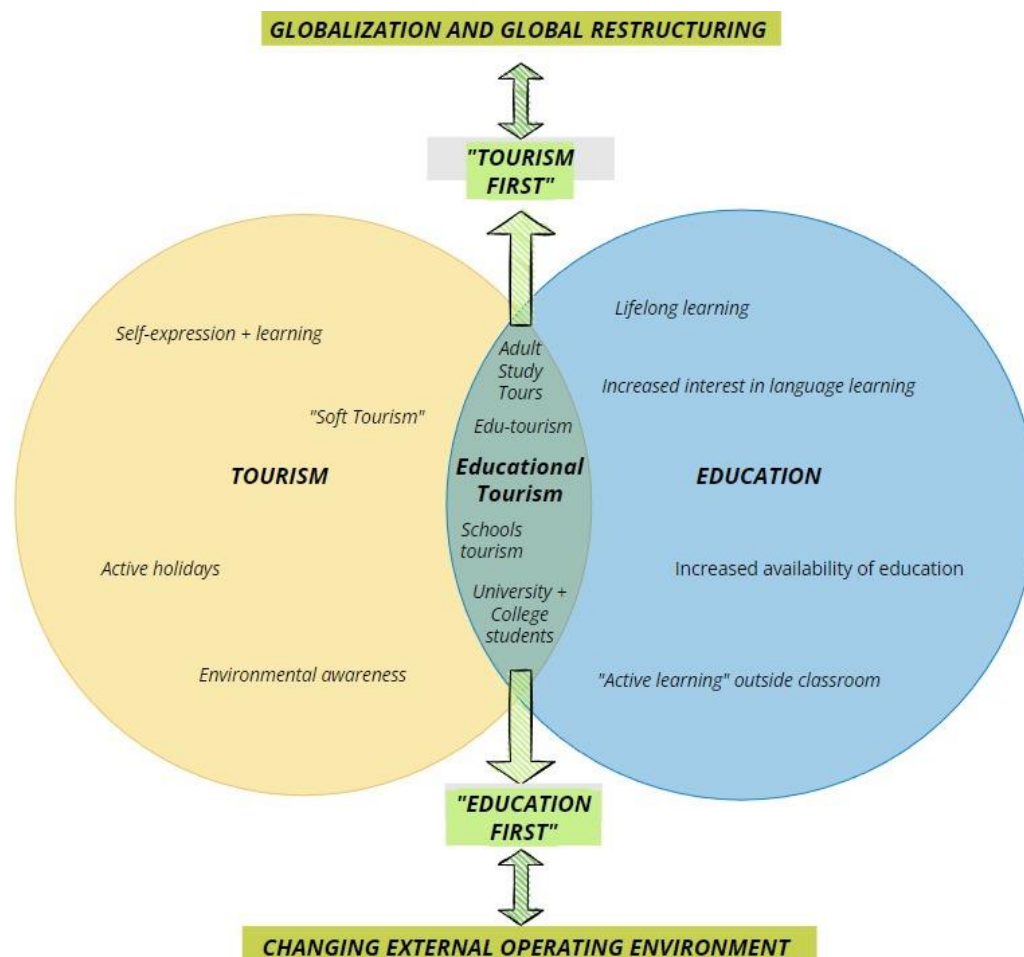 GLOBALIZATION AND GLOBAL RESTRUCTURING
"TOURISM
FIRST"
Self-expression + learning
"Soft Tourism"
TOURISM
Active holidays
Environmental awareness
Adult
Study
Tours
Edu-tourism
Educational
Tourism
Schools
tourism
University +
College
students
Lifelong learning
Increased interest in language learning
EDUCATION
Increased availability of education
"Active learning" outside classroom
"EDUCATION
FIRST"
CHANGING EXTERNAL OPERATING ENVIRONMENT